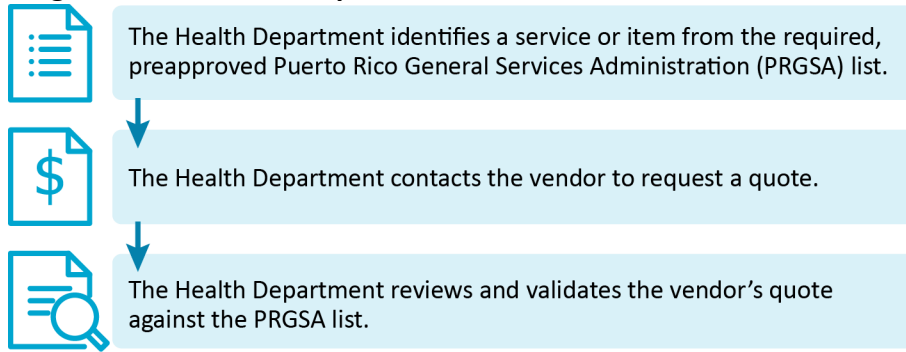 The Health Department identifies a service or item from the required,
preapproved Puerto Rico General Services Administration (PRGSA) list.
$
The Health Department contacts the vendor to request a quote.
The Health Department reviews and validates the vendor’s quote
against the PRGSA list.